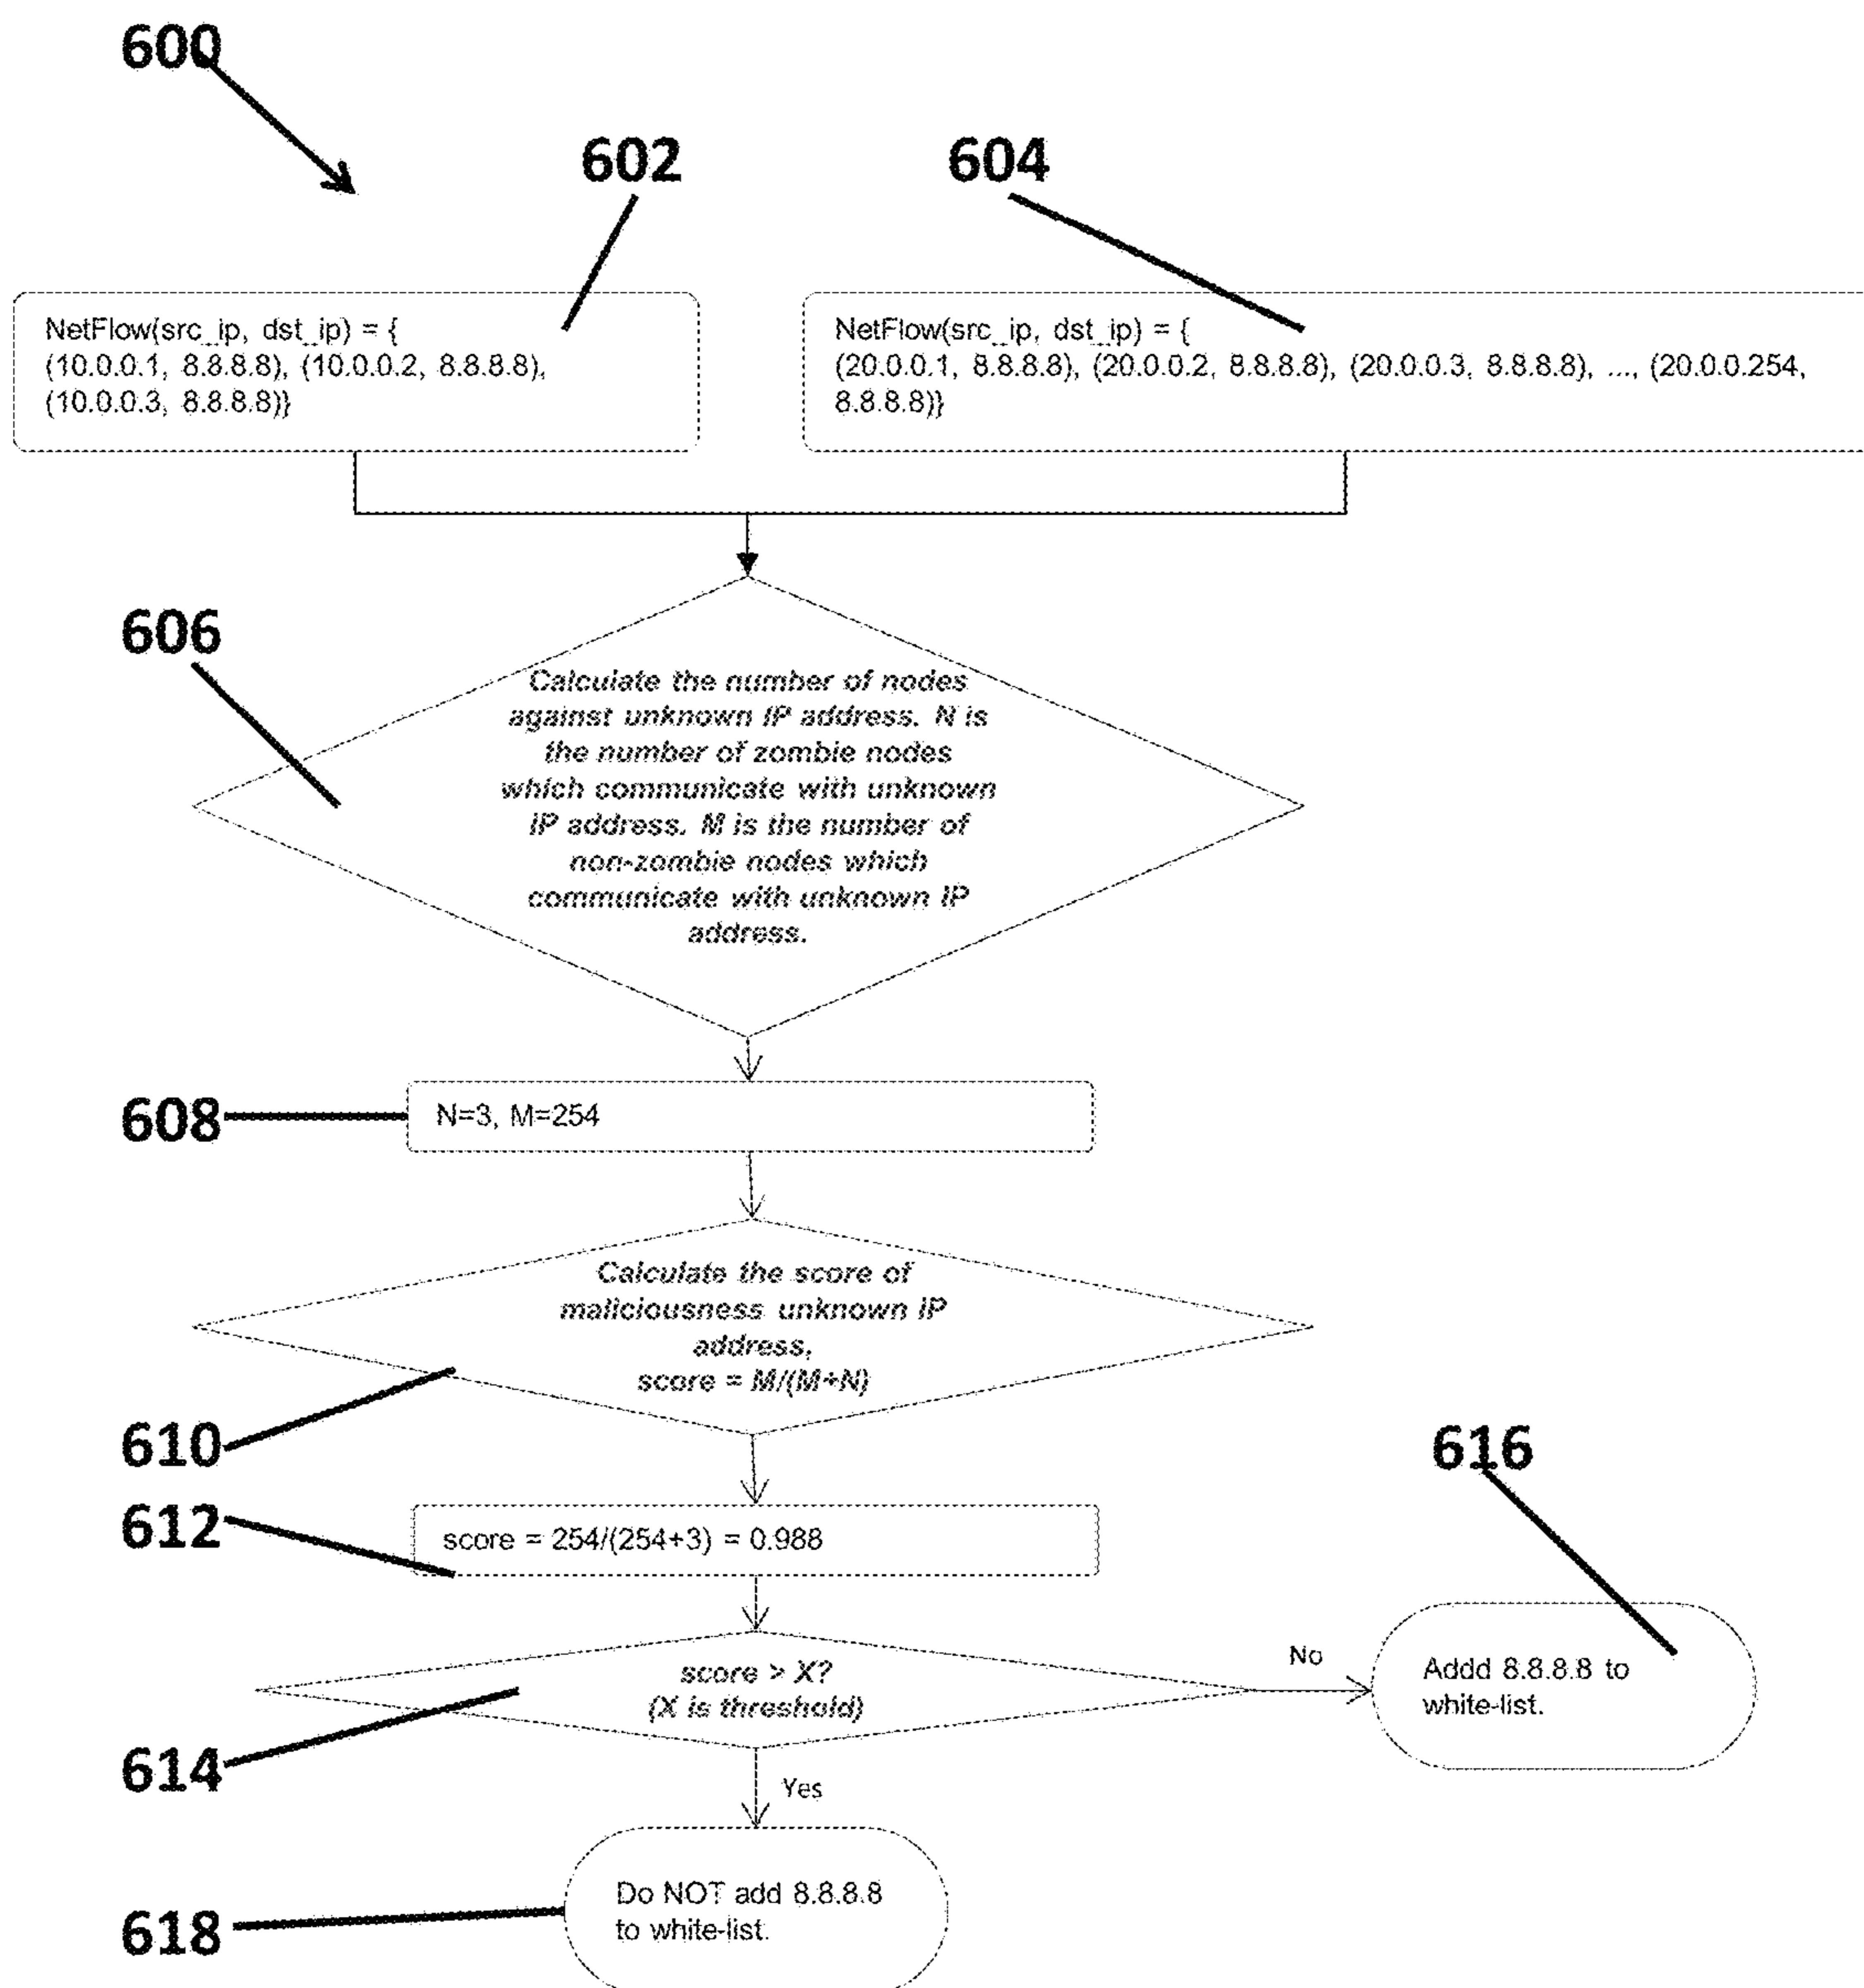 600
602
604
NetFlow(src_ip, dst_ip) = {
(10.0.0.1, 8.8.8.8), (10.0.0.2, 8.8.8.8),
(10.0.0.3, 8.8.8.8)}
NetFlow(src_ip, dst_ip) = {
(20.0.0.1, 8.8.8.8), (20.0.0.2, 8.8.8.8), (20.0.0.3, 8.8.8.8), ..., (20.0.0.254,
8.8.8.8)}
606
Calculate the number of nodes
against unknown IP address. N is
the number of zombie nodes
which communicate with unknown
IP address. M is the number of
non-zombie nodes which
communicate with unknown IP
address.
608
N=3, M=254
Calculate the score of
maliciousness unknown IP
address,
score = M/(M+N)
610
616
612
score = 254/(254+3) = 0.988
score > X?
(X is threshold)
No
Addd 8.8.8.8 to
white-list.
614
Yes
Do NOT add 8.8.8.8
to white-list.
618